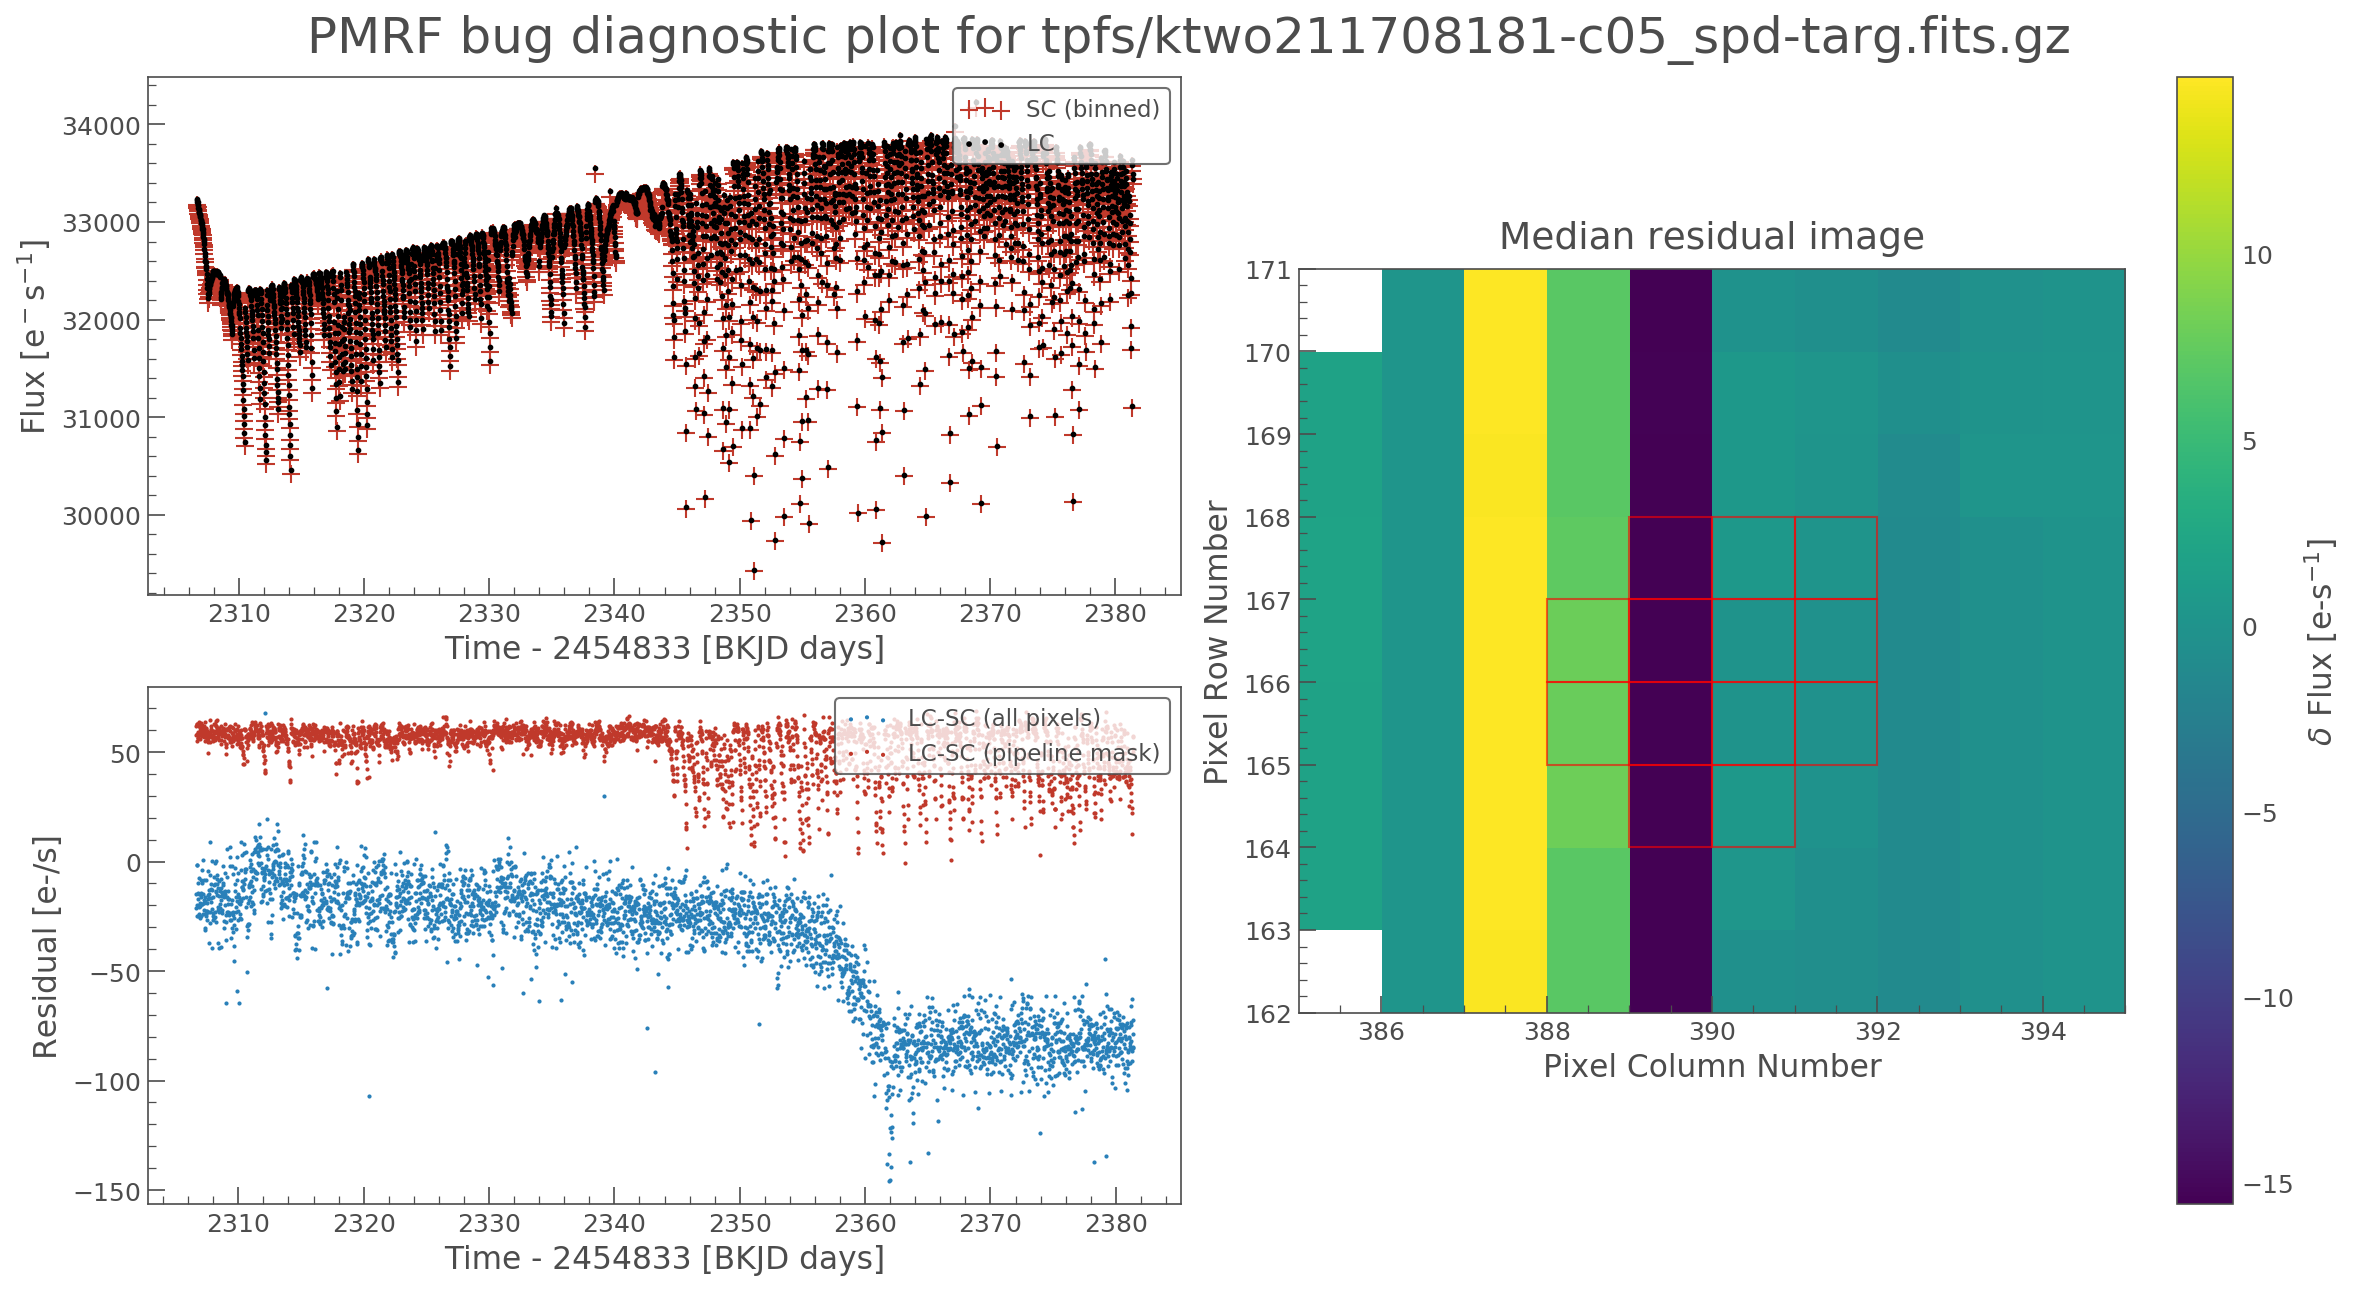 PMRF bug diagnostic plot for tpfs/ktwo211708181-c05_spd-targ.fits.gz
SC (binned)
LC
34000
33000
32000
31000
30000
Flux [e⁻ s⁻¹]
2310 2320 2330 2340 2350 2360 2370 2380
Time - 2454833 [BKJD days]
LC-SC (all pixels)
LC-SC (pipeline mask)
50
0
−50
−100
−150
Residual [e-/s]
2310 2320 2330 2340 2350 2360 2370 2380
Time - 2454833 [BKJD days]
Median residual image
171
170
169
168
167
166
165
164
163
162
Pixel Row Number
386 388 390 392 394
Pixel Column Number
10
5
0
−5
−10
−15
δ Flux [e-s⁻¹]